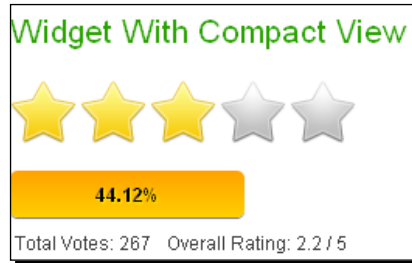 Widget With Compact View
44.12%
Total Votes: 267 Overall Rating: 2.2 / 5